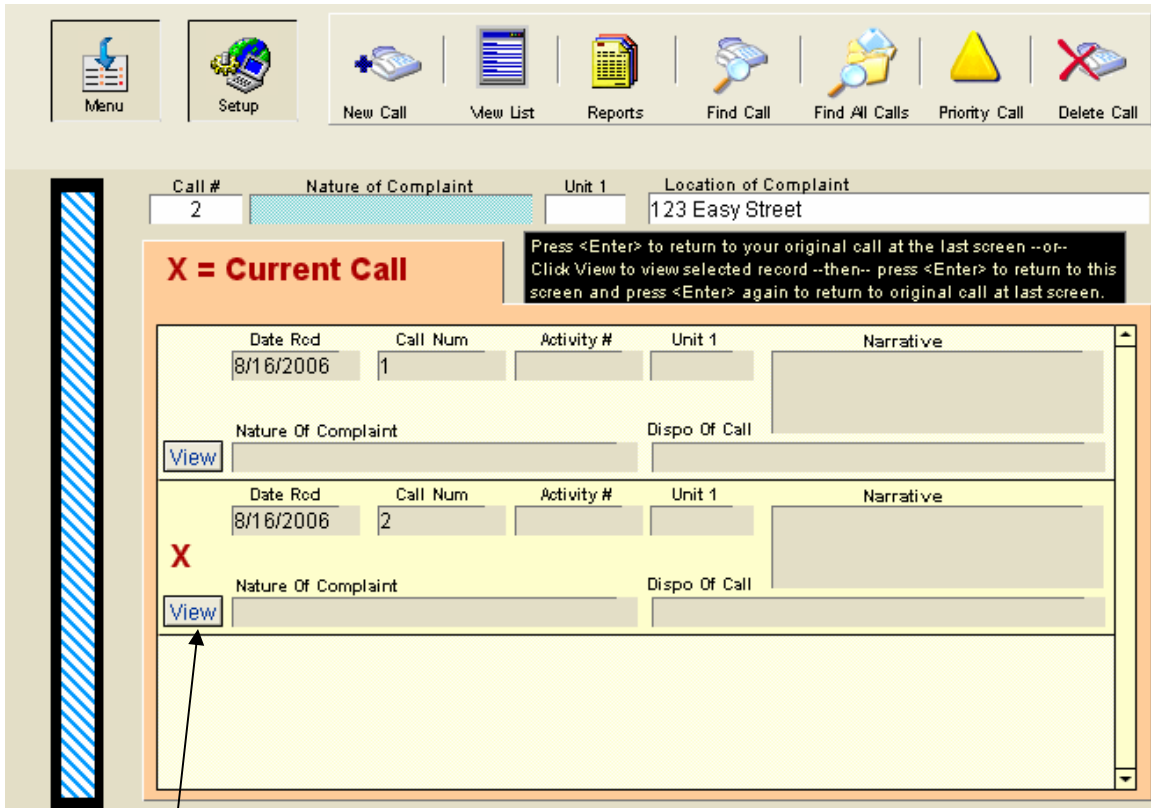 Menu Setup New Call View List Reports Find Call Find All Calls Priority Call Delete Call
Call # Nature of Complaint Unit 1 Location of Complaint
2 123 Easy Street
X = Current Call
Press <Enter> to return to your original call at the last screen --or--
Click View to view selected record --then-- press <Enter> to return to this
screen and press <Enter> again to return to original call at last screen.
Date Rcd Call Num Activity # Unit 1 Narrative
8/16/2006 1
Nature Of Complaint Dispo Of Call
View
Date Rcd Call Num Activity # Unit 1 Narrative
8/16/2006 2
X
Nature Of Complaint Dispo Of Call
View